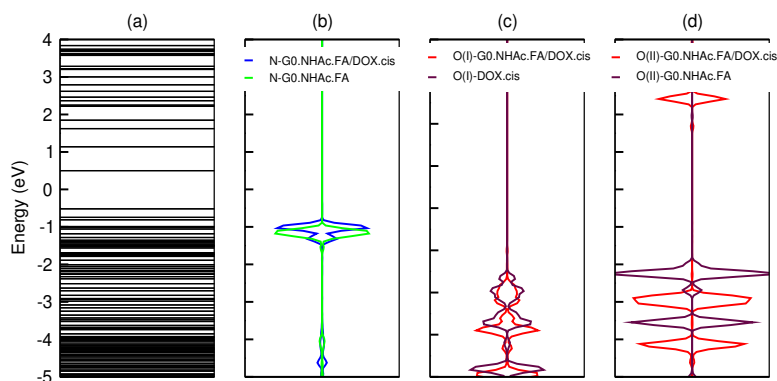 (a) (b) (c) (d)
4
3
2
1
0
-1
-2
-3
-4
-5
Energy (eV)
N-G0.NHAc.FA/DOX.cis
N-G0.NHAc.FA
O(I)-G0.NHAc.FA/DOX.cis
O(I)-DOX.cis
O(II)-G0.NHAc.FA/DOX.cis
O(II)-G0.NHAc.FA